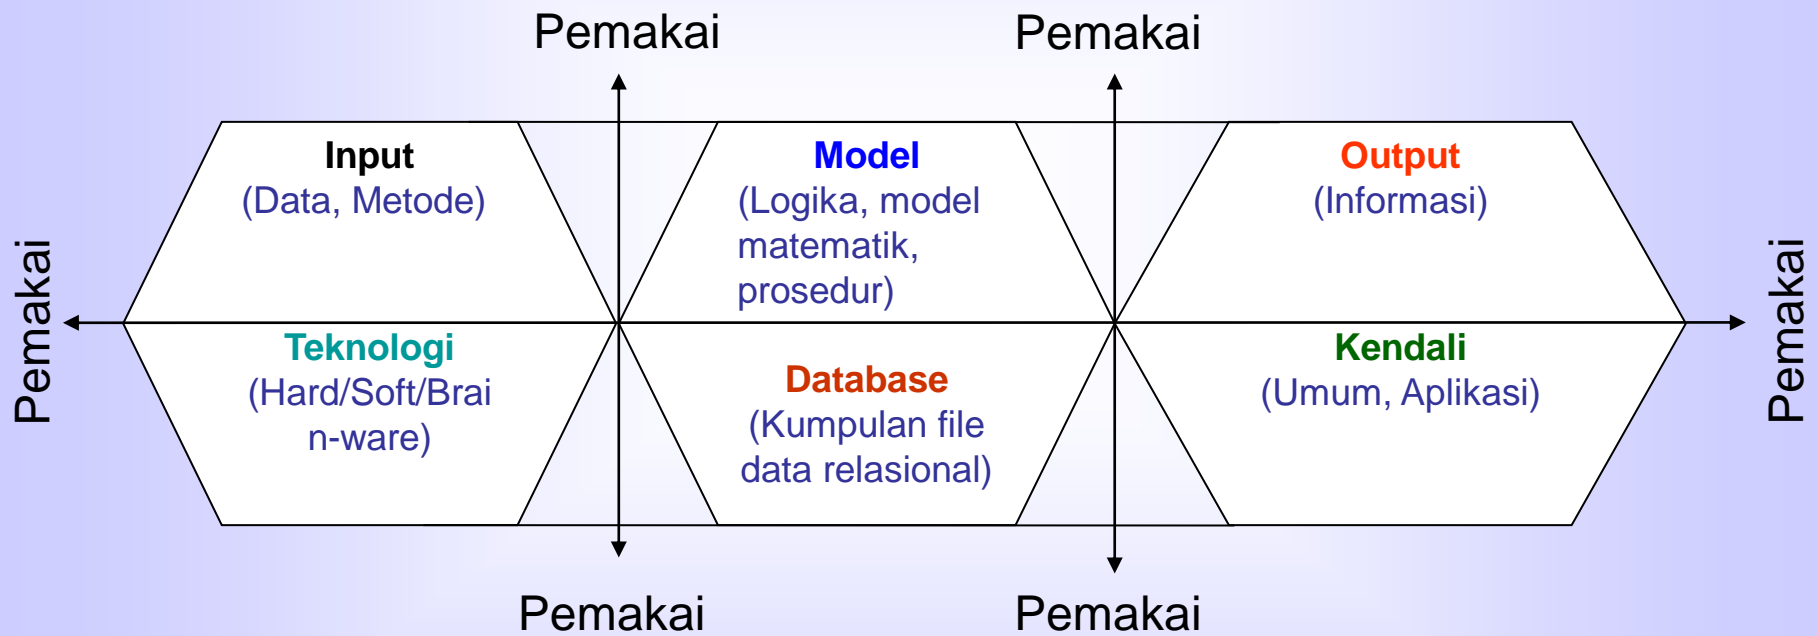 Pemakai
Pemakai
Input
(Data, Metode)
Model
(Logika, model
matematik,
prosedur)
Output
(Informasi)
Pemakai
Pemakai
Teknologi
(Hard/Soft/Brai
n-ware)
Database
(Kumpulan file
data relasional)
Kendali
(Umum, Aplikasi)
Pemakai
Pemakai